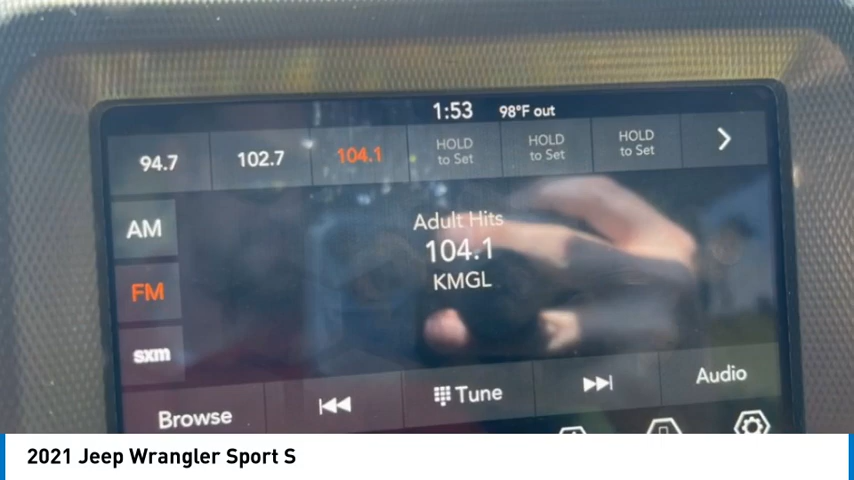 1:53 98°F out
94.7 102.7 104.1 HOLD to Set HOLD to Set HOLD to Set
AM
Adult Hits
104.1
FM
KMGL
sxm
Browse Tune Audio
2021 Jeep Wrangler Sport S